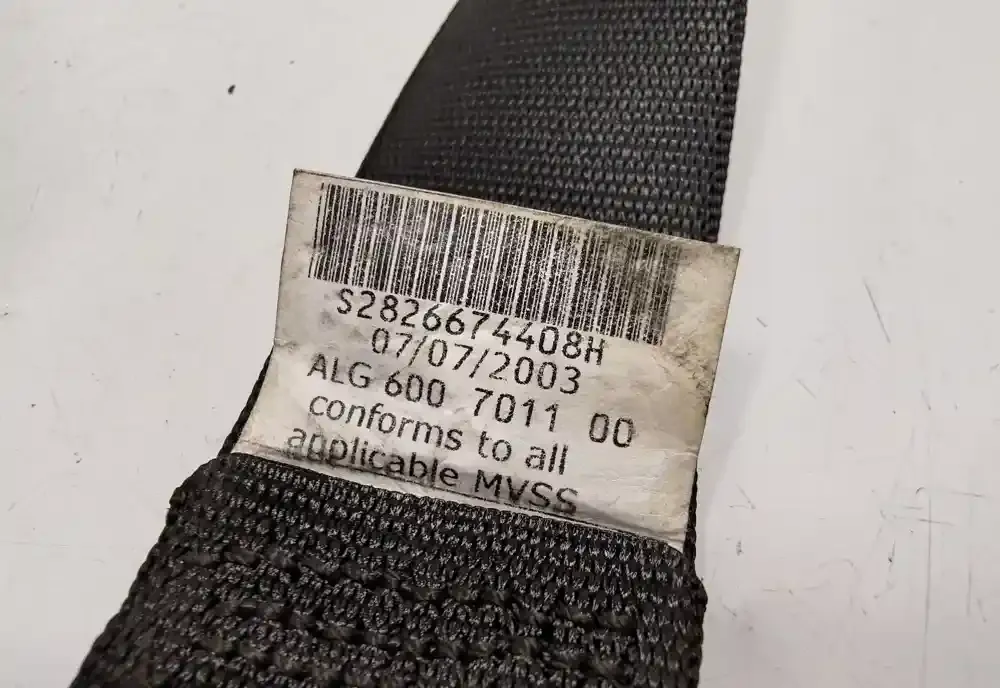 S2826674408H
07/07/2003
ALG 600 7011 00
conforms to all
applicable MVSS